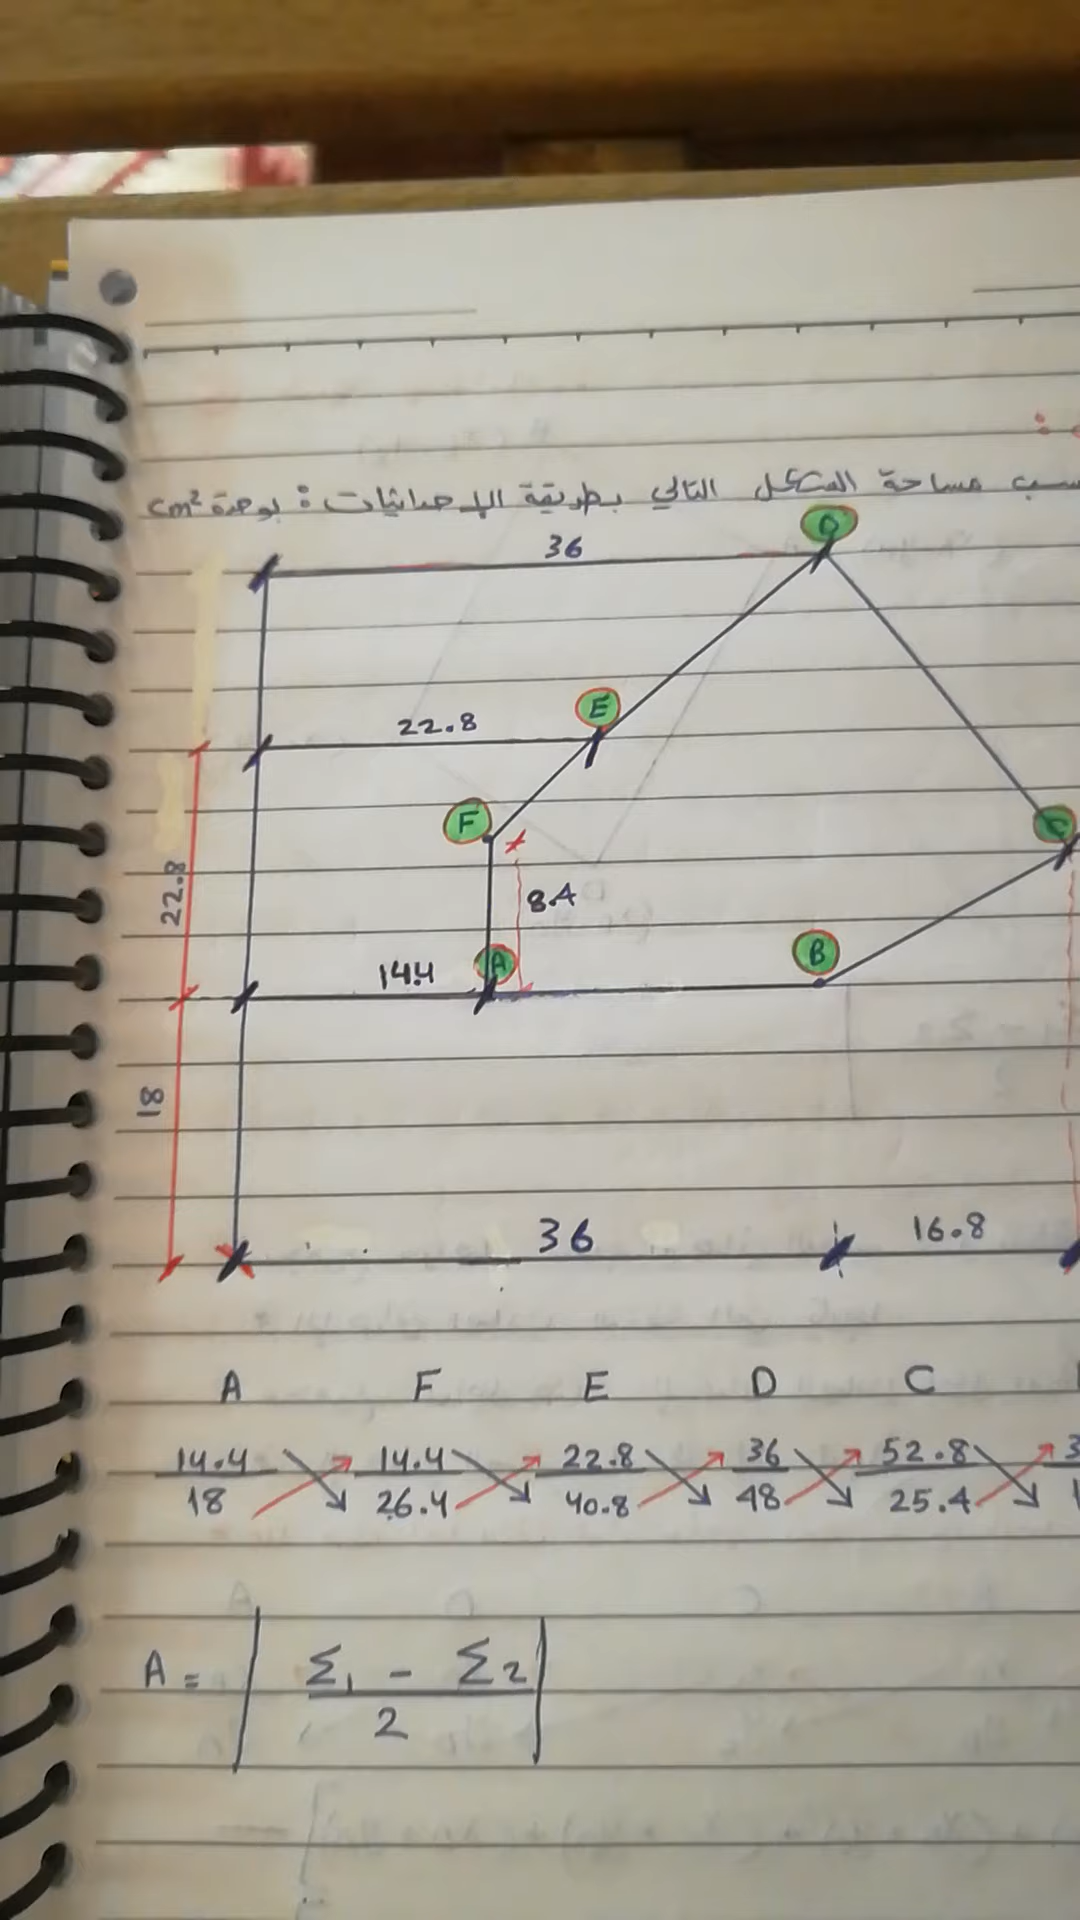 مساحة الشكل التالي بطريقة الإحداثيات : بوحدة cm²
D
36
E
22.8
F
C
22.8
8.4
A
B
14.4
18
36
16.8
A F E D C
14.4 14.4 22.8 36 52.8 3
18 26.4 40.8 48 25.4 1
A = | Σ₁ - Σ2 |
2